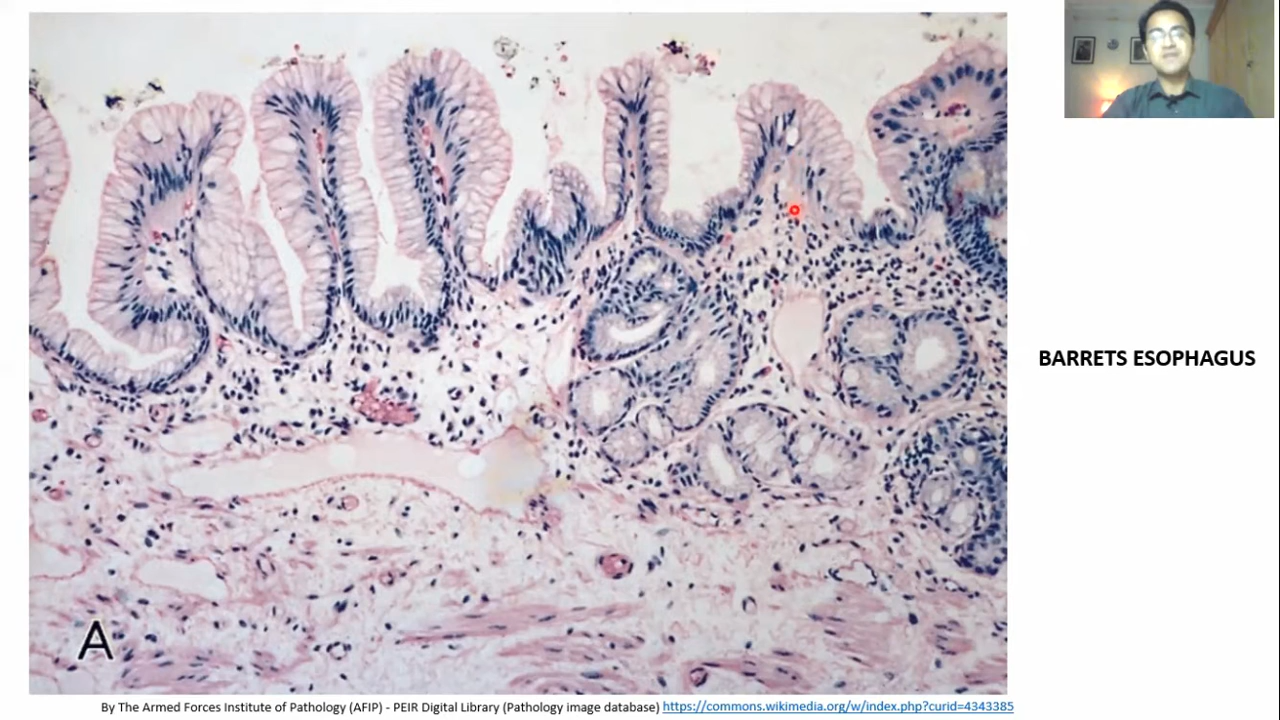 BARRETS ESOPHAGUS
A
By The Armed Forces Institute of Pathology (AFIP) - PEIR Digital Library (Pathology image database) https://commons.wikimedia.org/w/index.php?curid=4343385